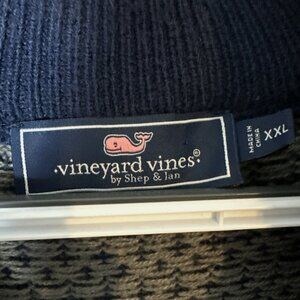 ·vineyard vines®
by Shep & Ian
MADE IN
CHINA
XXL